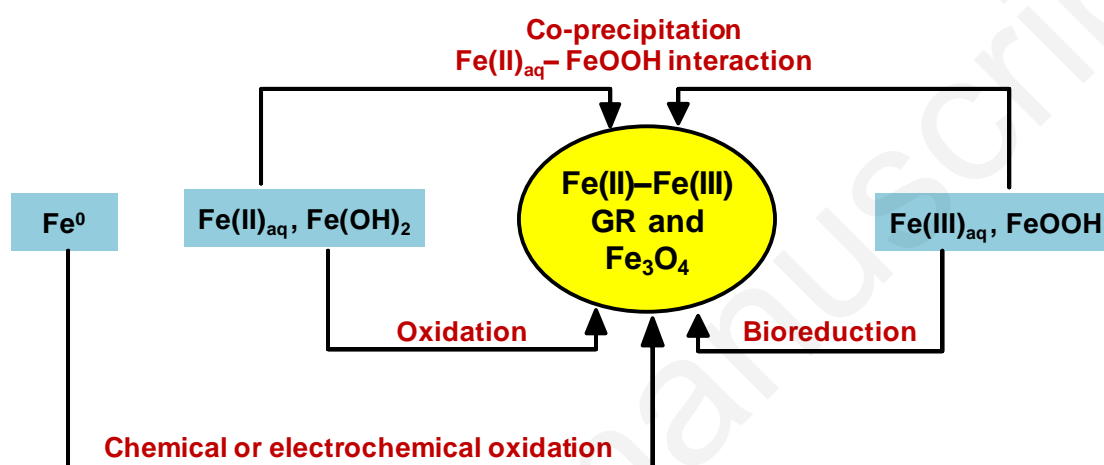 Co-precipitation
Fe(II)aq– FeOOH interaction
Fe⁰
Fe(II)aq, Fe(OH)₂
Fe(II)–Fe(III)
GR and
Fe₃O₄
Fe(III)aq, FeOOH
Oxidation
Bioreduction
Chemical or electrochemical oxidation